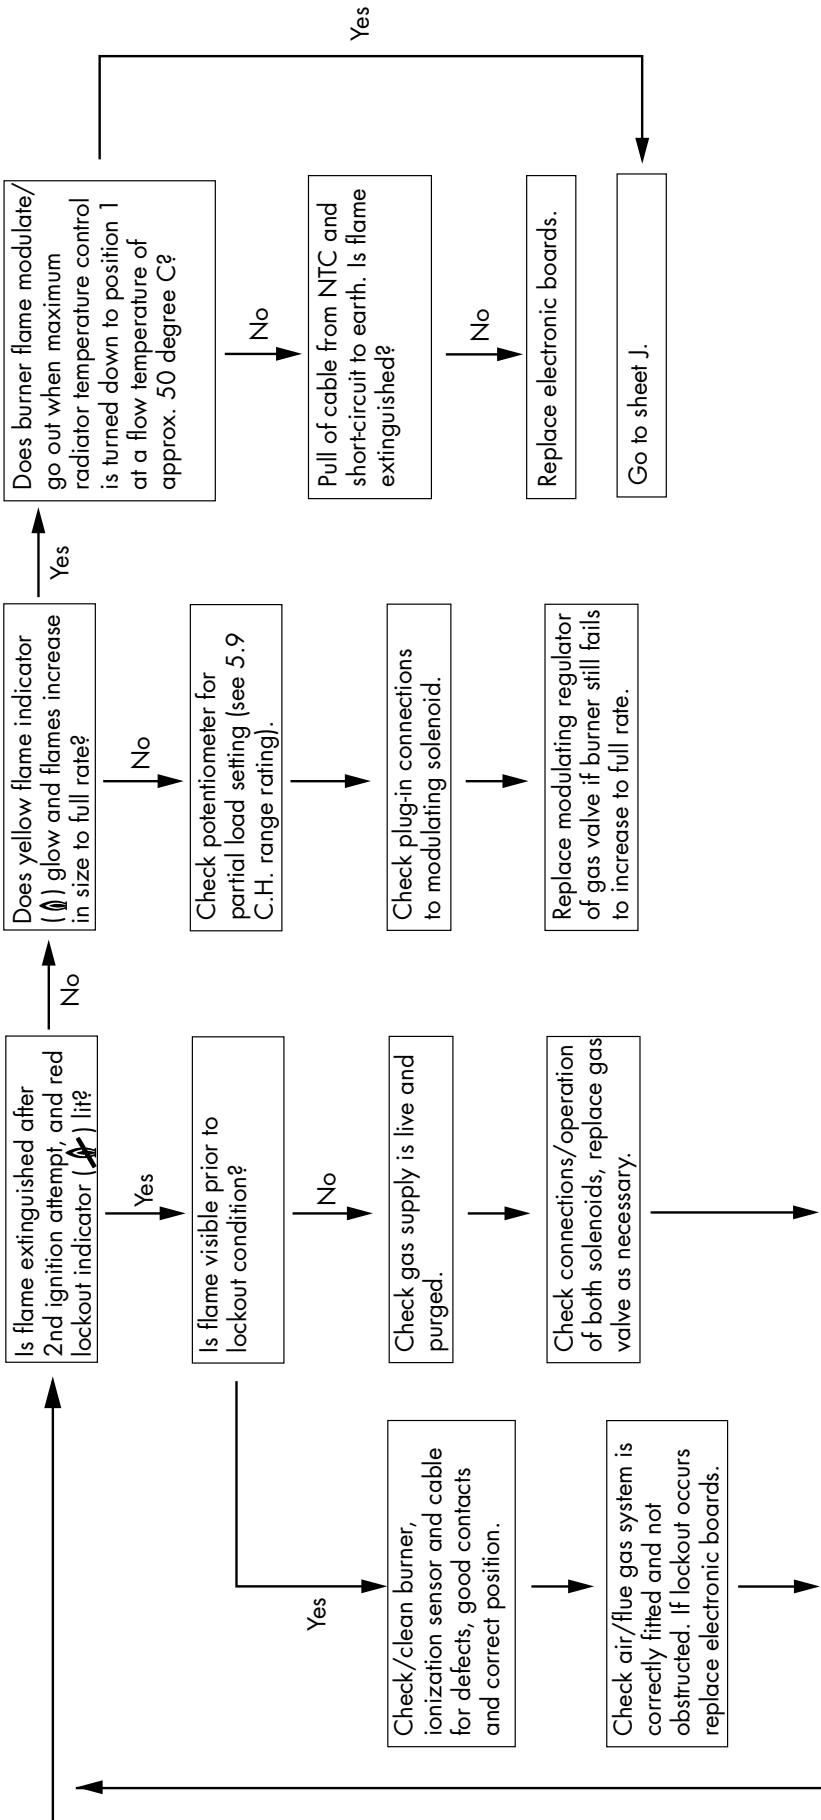 Is flame extinguished after
2nd ignition attempt, and red
lockout indicator ( ) lit?
No
Yes
Does yellow flame indicator
( ) glow and flames increase
in size to full rate?
Yes
No
Does burner flame modulate/
go out when maximum
radiator temperature control
is turned down to position 1
at a flow temperature of
approx. 50 degree C?
Yes
No
Is flame visible prior to
lockout condition?
Yes
No
Check potentiometer for
partial load setting (see 5.9
C.H. range rating).
Pull of cable from NTC and
short-circuit to earth. Is flame
extinguished?
No
Check/clean burner,
ionization sensor and cable
for defects, good contacts
and correct position.
Check gas supply is live and
purged.
Check plug-in connections
to modulating solenoid.
Replace electronic boards.
Check air/flue gas system is
correctly fitted and not
obstructed. If lockout occurs
replace electronic boards.
Check connections/operation
of both solenoids, replace gas
valve as necessary.
Replace modulating regulator
of gas valve if burner still fails
to increase to full rate.
Go to sheet J.